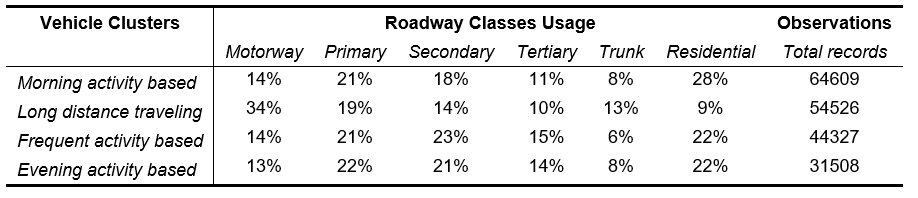 Vehicle Clusters Roadway Classes Usage Observations
Motorway Primary Secondary Tertiary Trunk Residential Total records
Morning activity based 14% 21% 18% 11% 8% 28% 64609
Long distance traveling 34% 19% 14% 10% 13% 9% 54526
Frequent activity based 14% 21% 23% 15% 6% 22% 44327
Evening activity based 13% 22% 21% 14% 8% 22% 31508